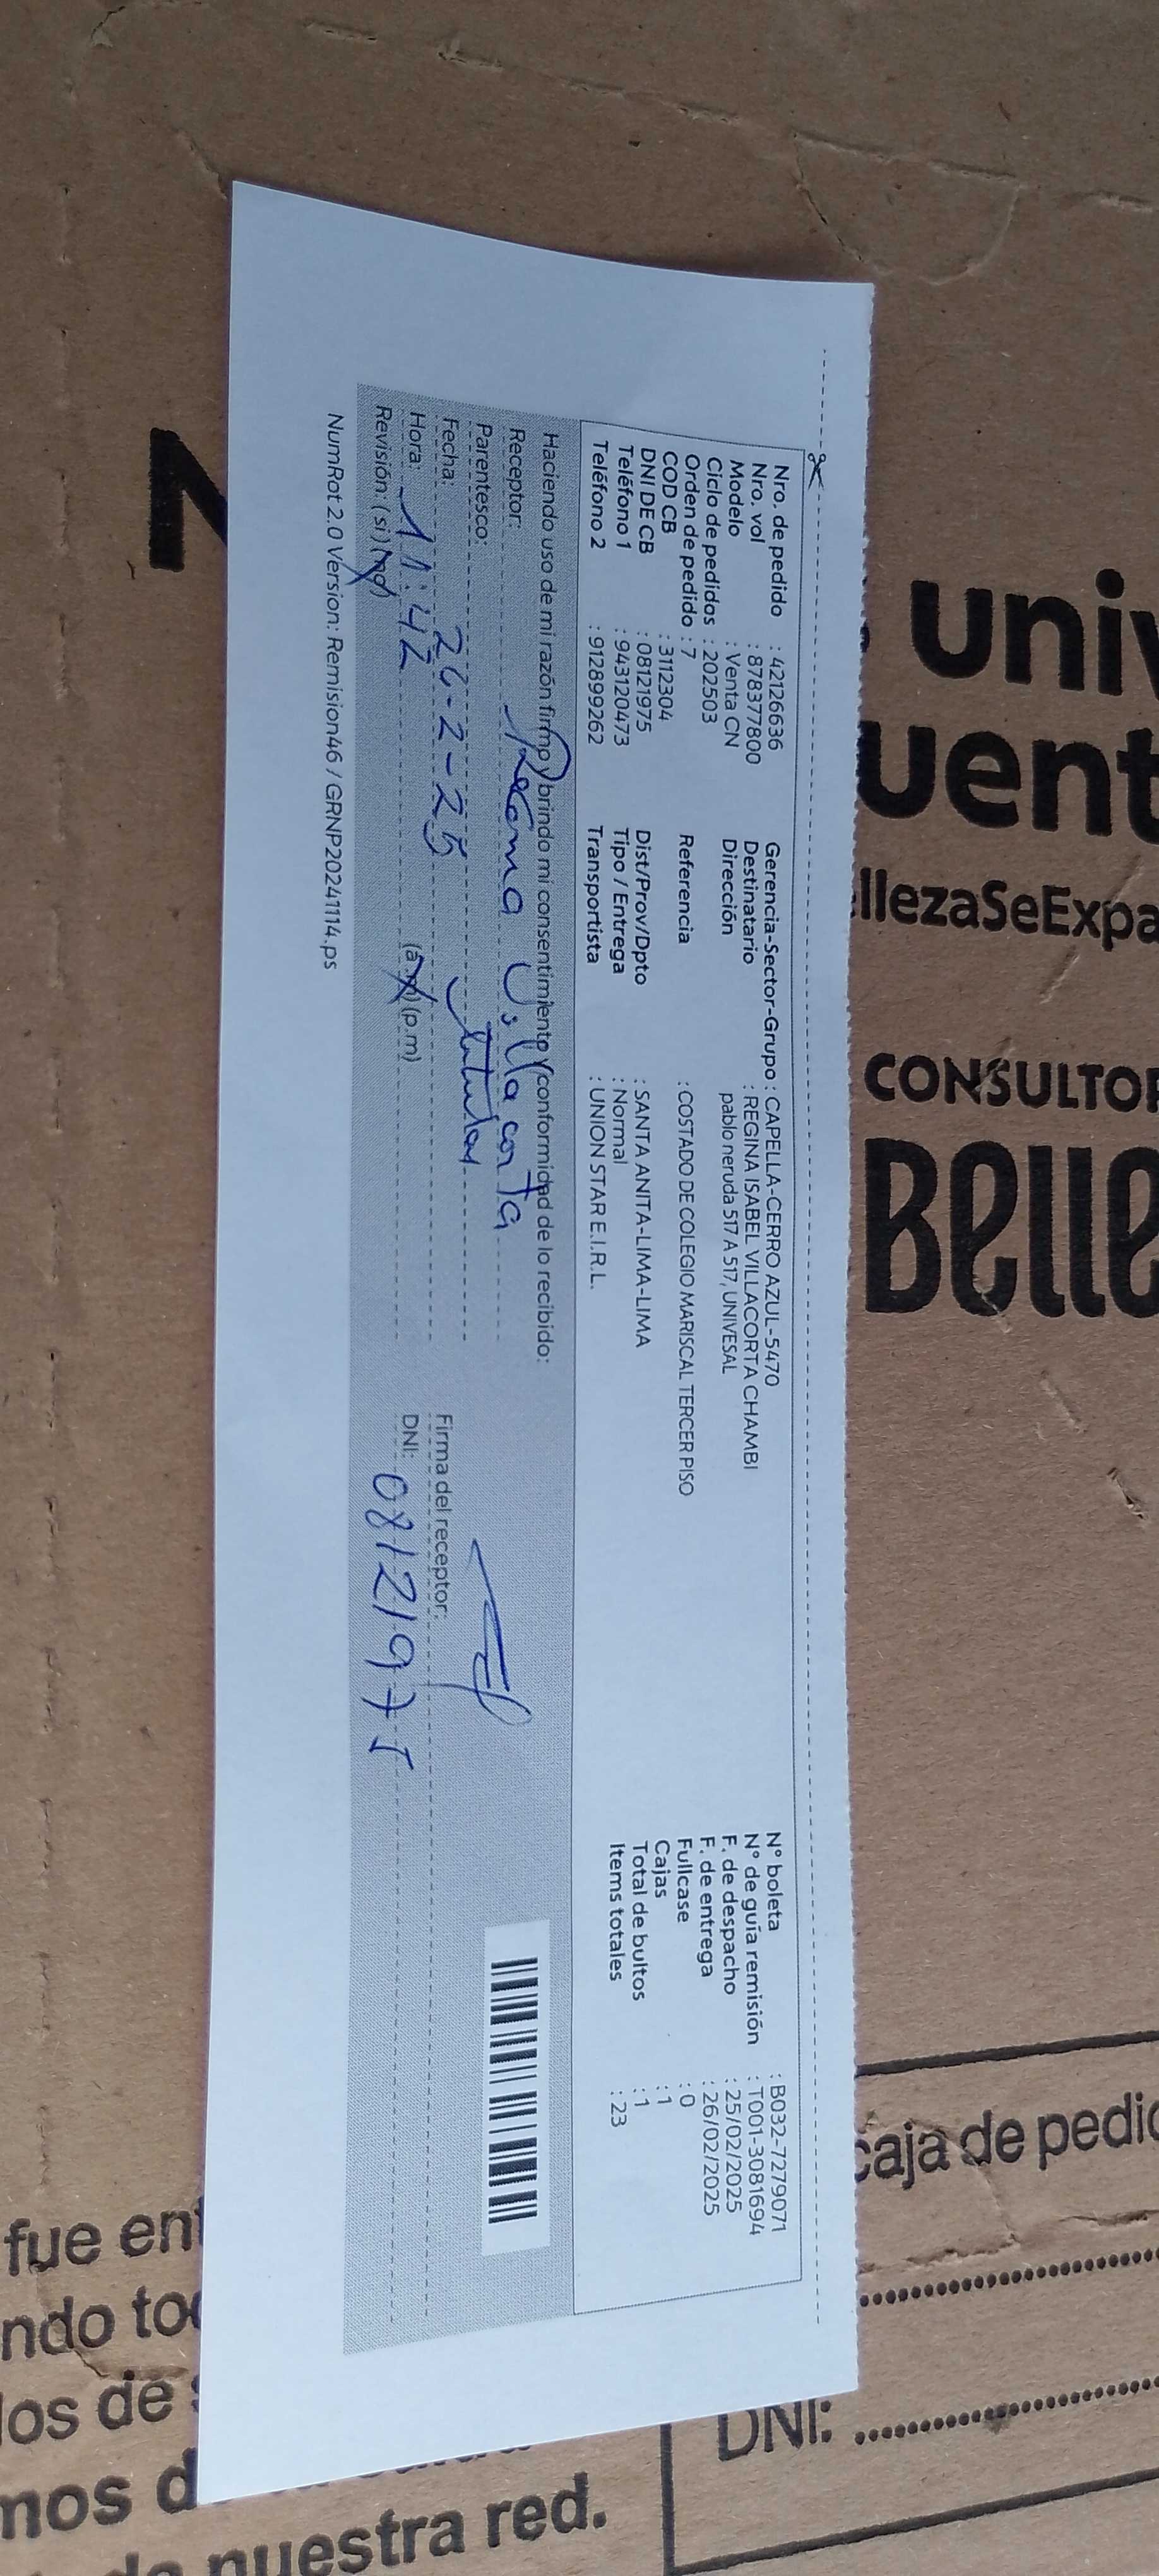 Nro. de pedido : 42126636
Nro. vol : 878377800
Modelo : Venta CN
Ciclo de pedidos : 202503
Orden de pedido : 7
COD CB : 3112304
DNI DE CB : 08121975
Teléfono 1 : 943120473
Teléfono 2 : 912899262
Gerencia-Sector-Grupo : CAPELLA-CERRO AZUL-5470
Destinatario : REGINA ISABEL VILLACORTA CHAMBI
Dirección pablo neruda 517 A 517, UNIVESAL
Referencia : COSTADO DE COLEGIO MARISCAL TERCER PISO
Dist/Prov/Dpto : SANTA ANITA-LIMA-LIMA
Tipo / Entrega : Normal
Transportista : UNION STAR E.I.R.L.
N° boleta : B032-7279071
N° de guía remisión : T001-3081694
F. de despacho : 25/02/2025
F. de entrega : 26/02/2025
Fullcase : 0
Cajas : 1
Total de bultos : 1
Items totales : 23
Haciendo uso de mi razón firmo y brindo mi consentimiento y conformidad de lo recibido:
Receptor:
Parentesco:
Fecha: 26-2-25
Hora: 11:42 (a.m) (p.m)
Revisión. (si) (no)
Firma del receptor:
DNI: 08121975
NumRot 2.0 Version: Remision46 / GRNP20241114.ps
N
univ
uent
llezaSeExpa
CONSULTOR
Belle
caja de pedid
DNI:
fue ent
ndo to
los de
mos d
nuestra red.